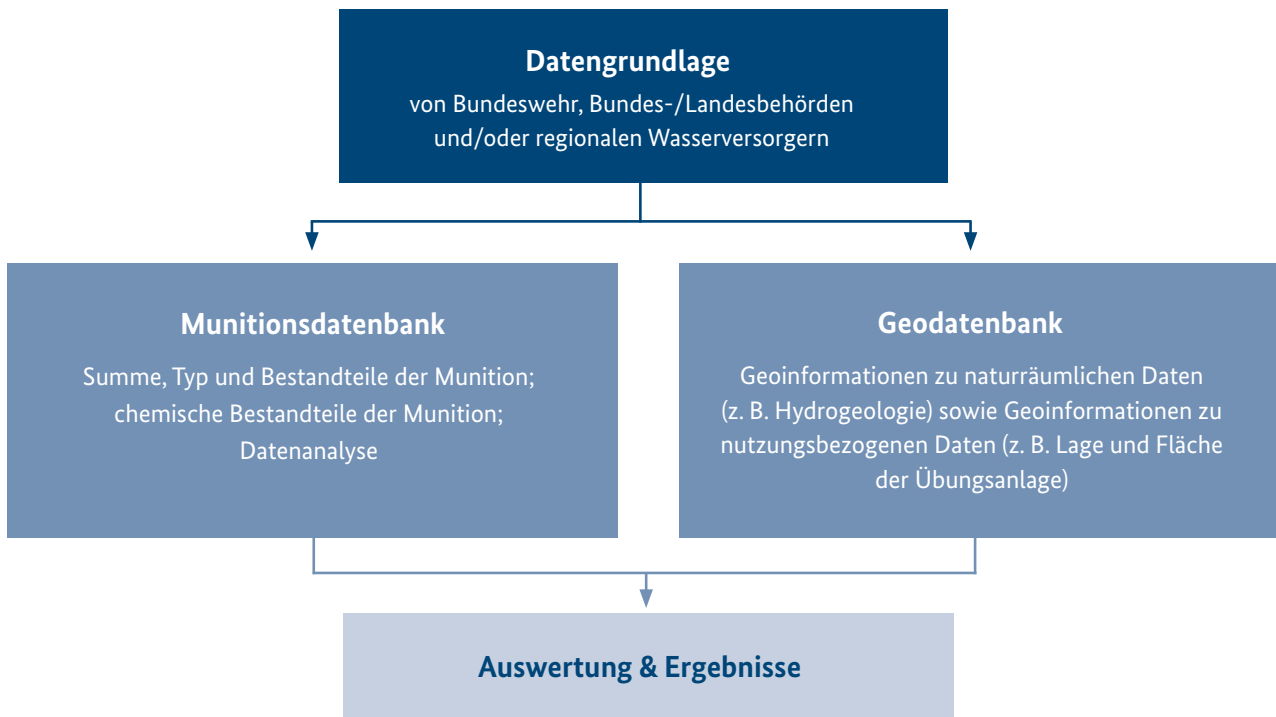 Datengrundlage
von Bundeswehr, Bundes-/Landesbehörden
und/oder regionalen Wasserversorgern
Munitionsdatenbank
Summe, Typ und Bestandteile der Munition;
chemische Bestandteile der Munition;
Datenanalyse
Geodatenbank
Geoinformationen zu naturräumlichen Daten
(z. B. Hydrogeologie) sowie Geoinformationen zu
nutzungsbezogenen Daten (z. B. Lage und Fläche
der Übungsanlage)
Auswertung & Ergebnisse